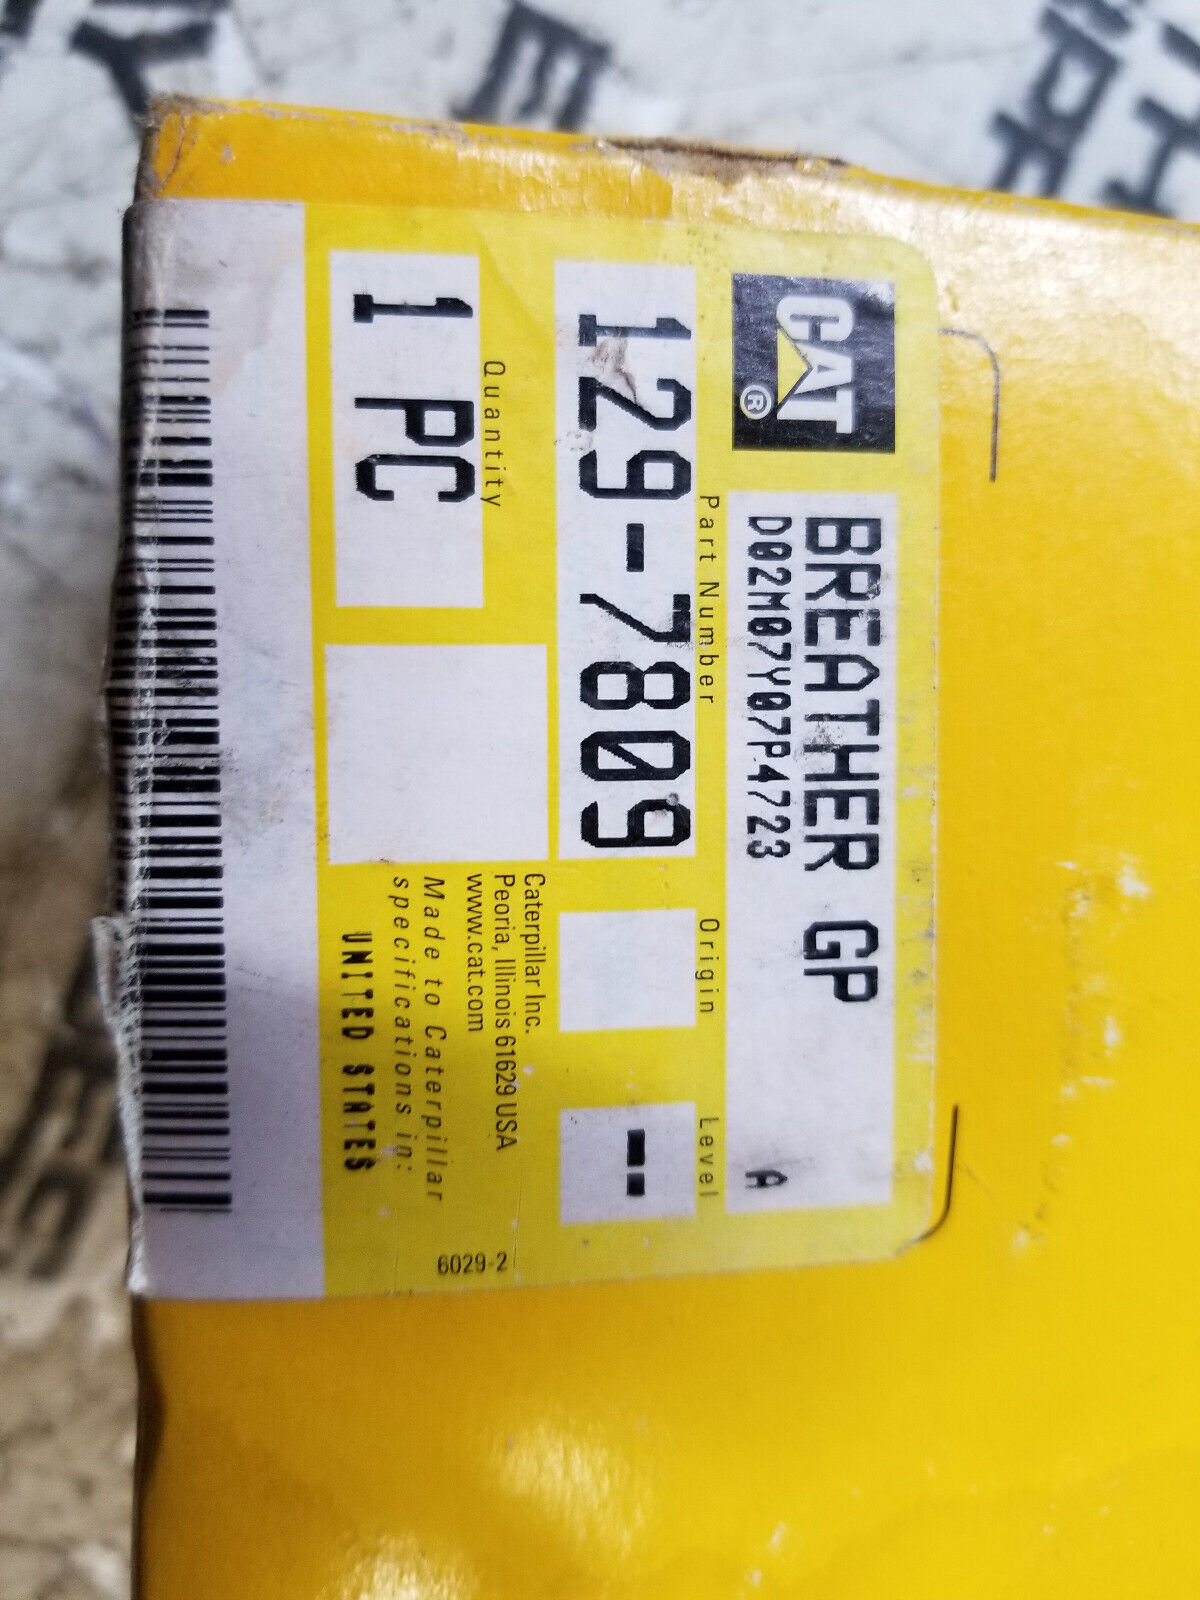 CAT®
BREATHER GP
D02M07Y07P4723 A
Part Number
Origin
Level
129-7809
--
Quantity
1 PC
Caterpillar Inc.
Peoria, Illinois 61629 USA
www.cat.com
Made to Caterpillar
specifications in:
UNITED STATES
6029-2